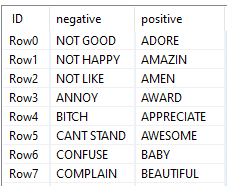 ID negative positive
Row0 NOT GOOD ADORE
Row1 NOT HAPPY AMAZIN
Row2 NOT LIKE AMEN
Row3 ANNOY AWARD
Row4 BITCH APPRECIATE
Row5 CANT STAND AWESOME
Row6 CONFUSE BABY
Row7 COMPLAIN BEAUTIFUL